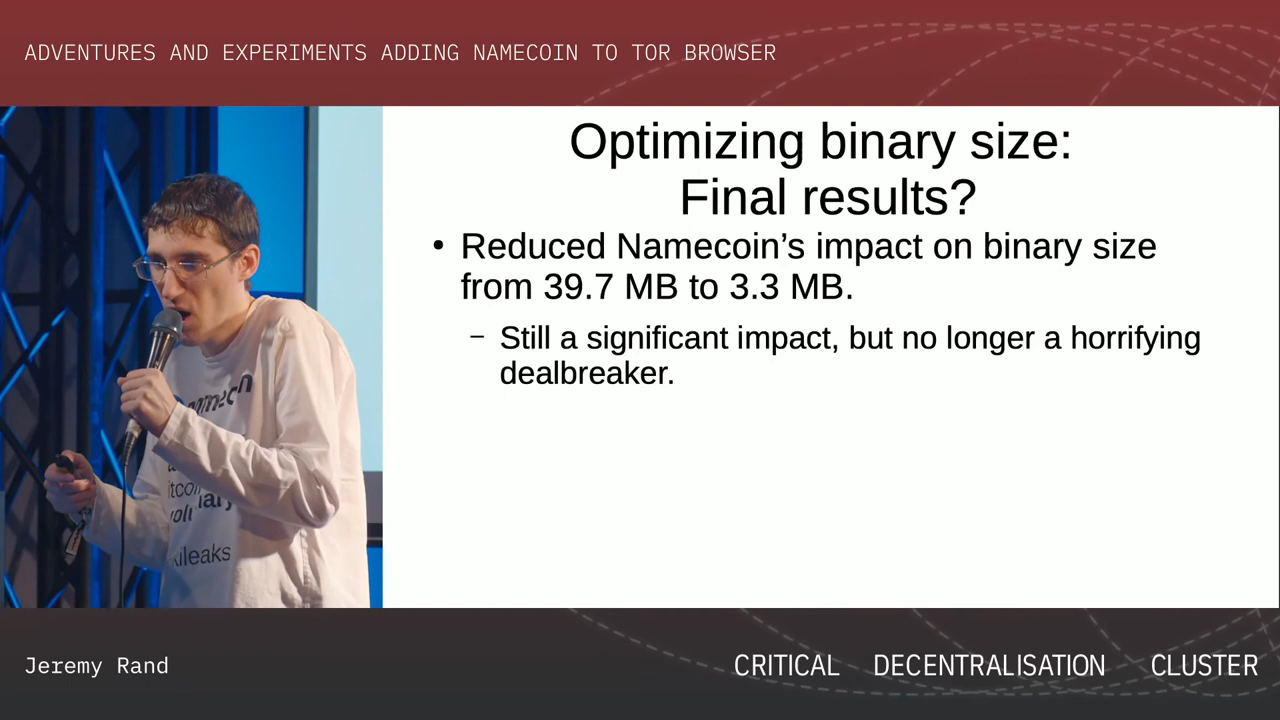 ADVENTURES AND EXPERIMENTS ADDING NAMECOIN TO TOR BROWSER
Optimizing binary size:
Final results?
• Reduced Namecoin’s impact on binary size
from 39.7 MB to 3.3 MB.
– Still a significant impact, but no longer a horrifying
dealbreaker.
Jeremy Rand
CRITICAL DECENTRALISATION CLUSTER